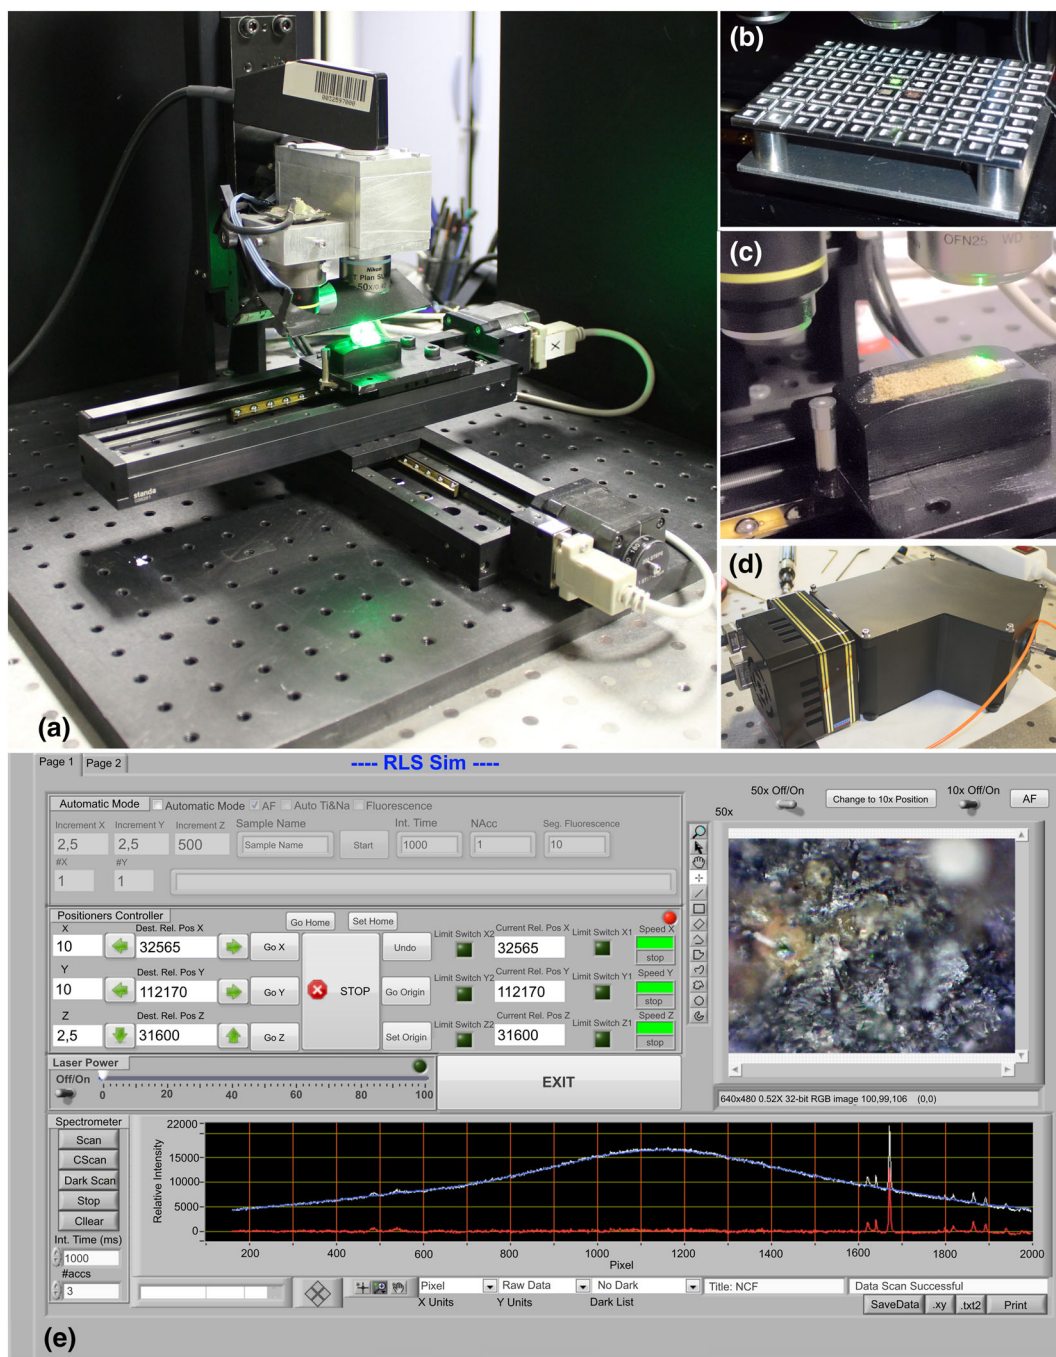 (a)
0012597000
Nikon
T Plan SL
50x/0.4
X
standa
(b)
(c)
OFN25 WD
(d)
Page 1 Page 2
---- RLS Sim ----
Automatic Mode Automatic Mode AF Auto Ti&Na Fluorescence
Increment X Increment Y Increment Z Sample Name Int. Time NAcc Seg. Fluorescence
2,5 2,5 500 Sample Name Start 1000 1 10
#X #Y
1 1
50x Off/On Change to 10x Position 10x Off/On AF
50x
Positioners Controller
X Dest. Rel. Pos X Go Home Set Home Limit Switch X2 Current Rel. Pos X Limit Switch X1 Speed X
10 32565 Go X Undo 32565 stop
Y Dest. Rel. Pos Y Limit Switch Y2 Current Rel. Pos Y Limit Switch Y1 Speed Y
10 112170 Go Y STOP Go Origin 112170 stop
Z Dest. Rel. Pos Z Limit Switch Z2 Current Rel. Pos Z Limit Switch Z1 Speed Z
2,5 31600 Go Z Set Origin 31600 stop
Laser Power
Off/On
0 20 40 60 80 100
EXIT
640x480 0.52X 32-bit RGB image 100,99,106 (0,0)
Spectrometer
Scan
CScan
Dark Scan
Stop
Cllear
Int. Time (ms)
1000
#accs
3
Relative Intensity
22000
15000
10000
5000
0
200 400 600 800 1000 1200 1400 1600 1800 2000
Pixel
Pixel Raw Data No Dark Title: NCF Data Scan Successful
X Units Y Units Dark List
SaveData .xy .txt2 Print
(e)